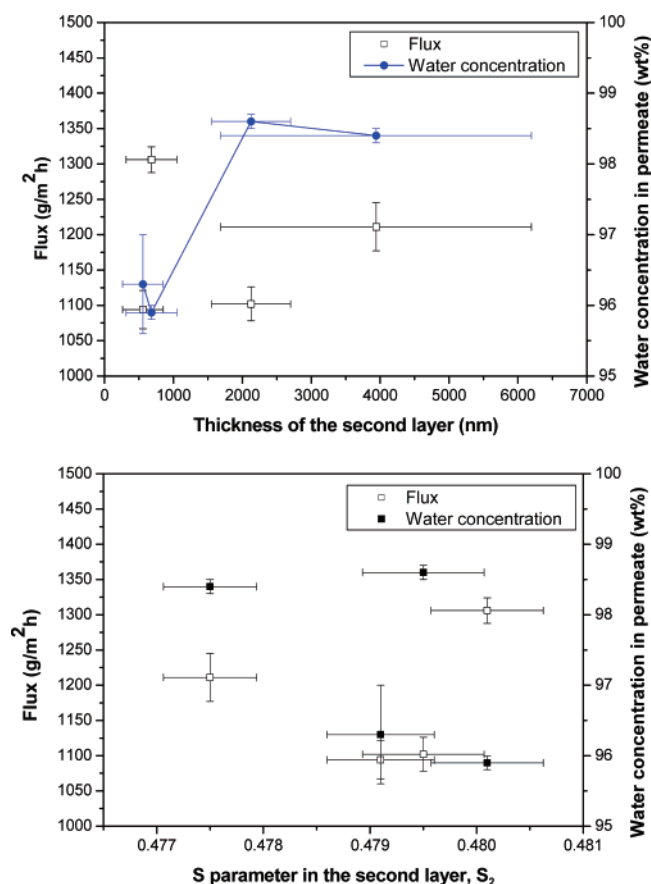 1500
1450
1400
1350
1300
1250
1200
1150
1100
1050
1000
Flux (g/m²h)
Flux
Water concentration
100
99
98
97
96
95
Water concentration in permeate (wt%)
0 1000 2000 3000 4000 5000 6000 7000
Thickness of the second layer (nm)
1500
1450
1400
1350
1300
1250
1200
1150
1100
1050
1000
Flux (g/m²h)
Flux
Water concentration
100
99
98
97
96
95
Water concentration in permeate (wt%)
0.477 0.478 0.479 0.480 0.481
S parameter in the second layer, S₂